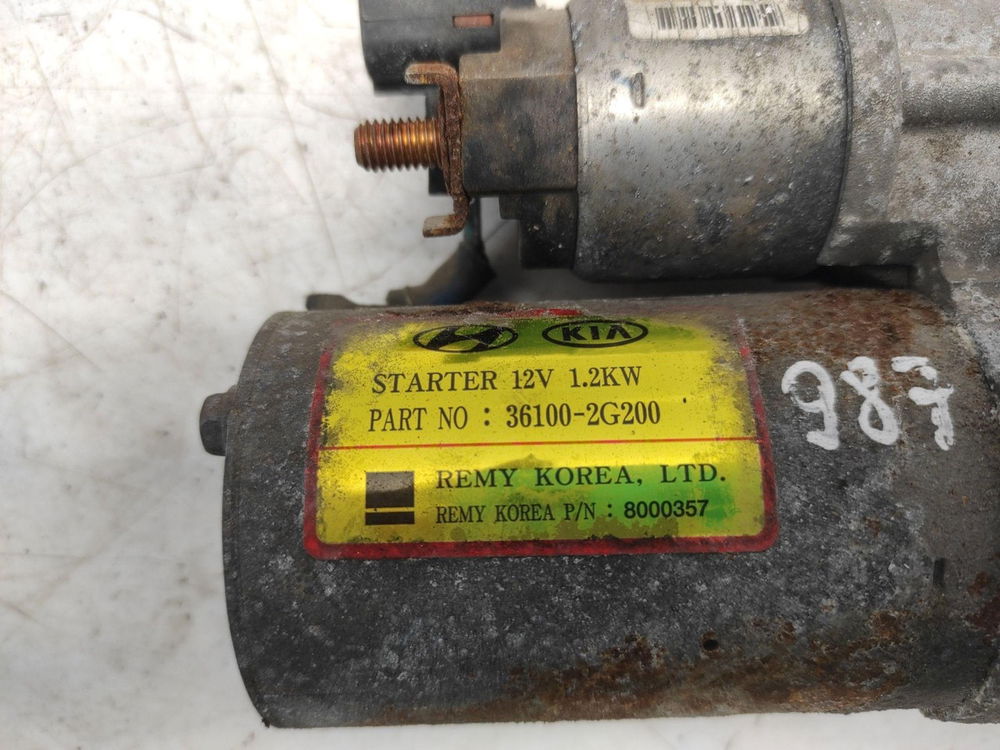 KIA
STARTER 12V 1.2KW
PART NO : 36100-2G200
REMY KOREA, LTD.
REMY KOREA P/N : 8000357
987